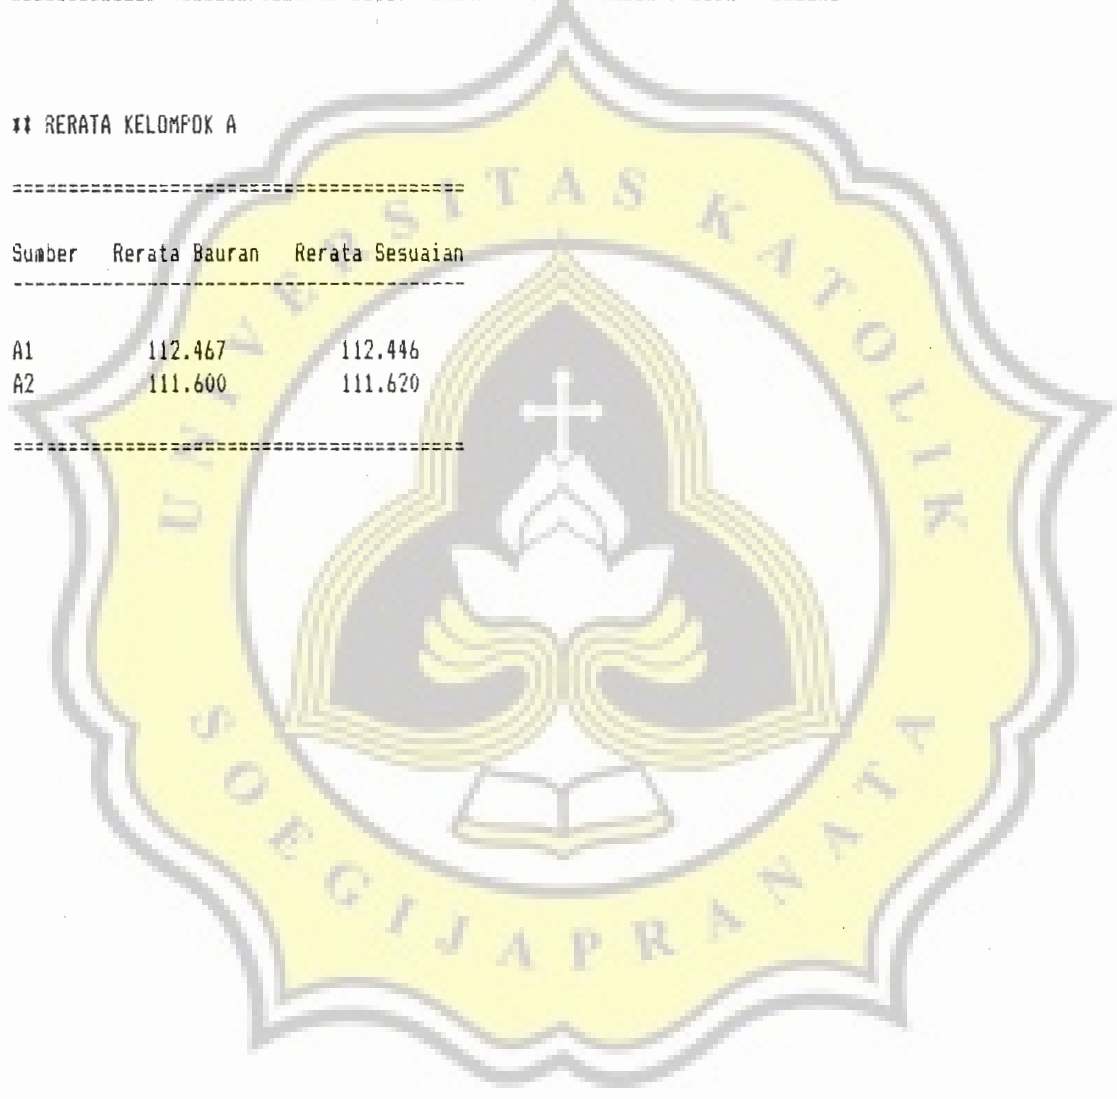 ** RERATA KELOMPOK A
========================================
Sumber Rerata Bauran Rerata Sesuaian
----------------------------------------
A1 112.467 112.446
A2 111.600 111.620
========================================
UNIVERSITAS KATOLIK
SOEGIJAPRANATA